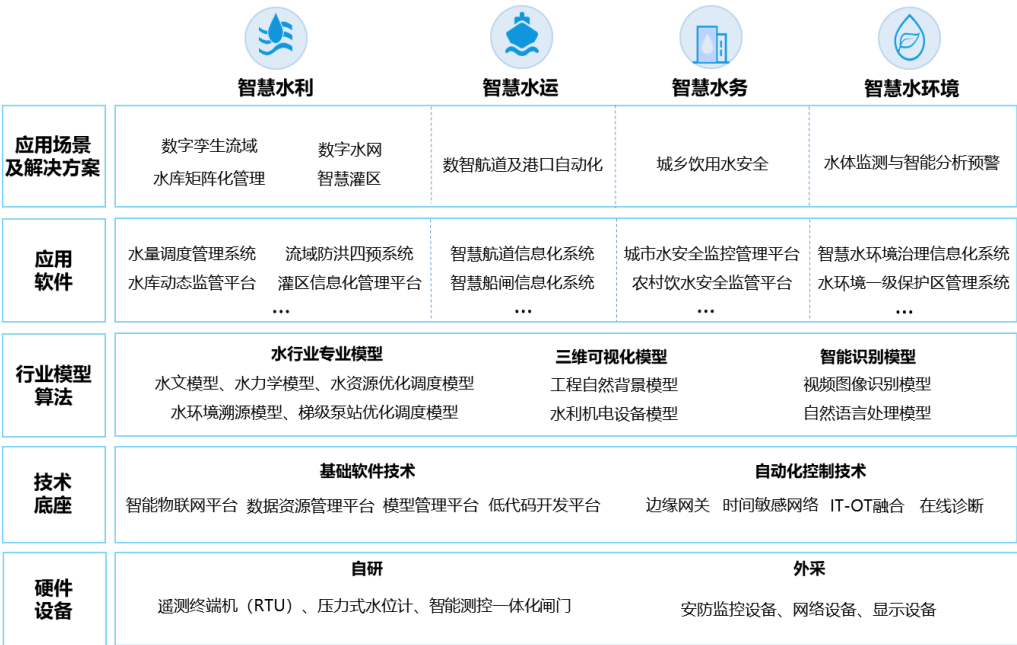 智慧水利
智慧水运
智慧水务
智慧水环境
应用场景
及解决方案
数字孪生流域
数字水网
水库矩阵化管理
智慧灌区
数智航道及港口自动化
城乡饮用水安全
水体监测与智能分析预警
应用
软件
水量调度管理系统
流域防洪四预系统
水库动态监管平台
灌区信息化管理平台
...
智慧航道信息化系统
智慧船闸信息化系统
...
城市水安全监控管理平台
农村饮水安全监管平台
...
智慧水环境治理信息化系统
水环境一级保护区管理系统
...
行业模型
算法
水行业专业模型
水文模型、水力学模型、水资源优化调度模型
水环境溯源模型、梯级泵站优化调度模型
三维可视化模型
工程自然背景模型
水利机电设备模型
智能识别模型
视频图像识别模型
自然语言处理模型
技术
底座
基础软件技术
智能物联网平台 数据资源管理平台 模型管理平台 低代码开发平台
自动化控制技术
边缘网关 时间敏感网络 IT-OT融合 在线诊断
硬件
设备
自研
遥测终端机（RTU）、压力式水位计、智能测控一体化闸门
外采
安防监控设备、网络设备、显示设备